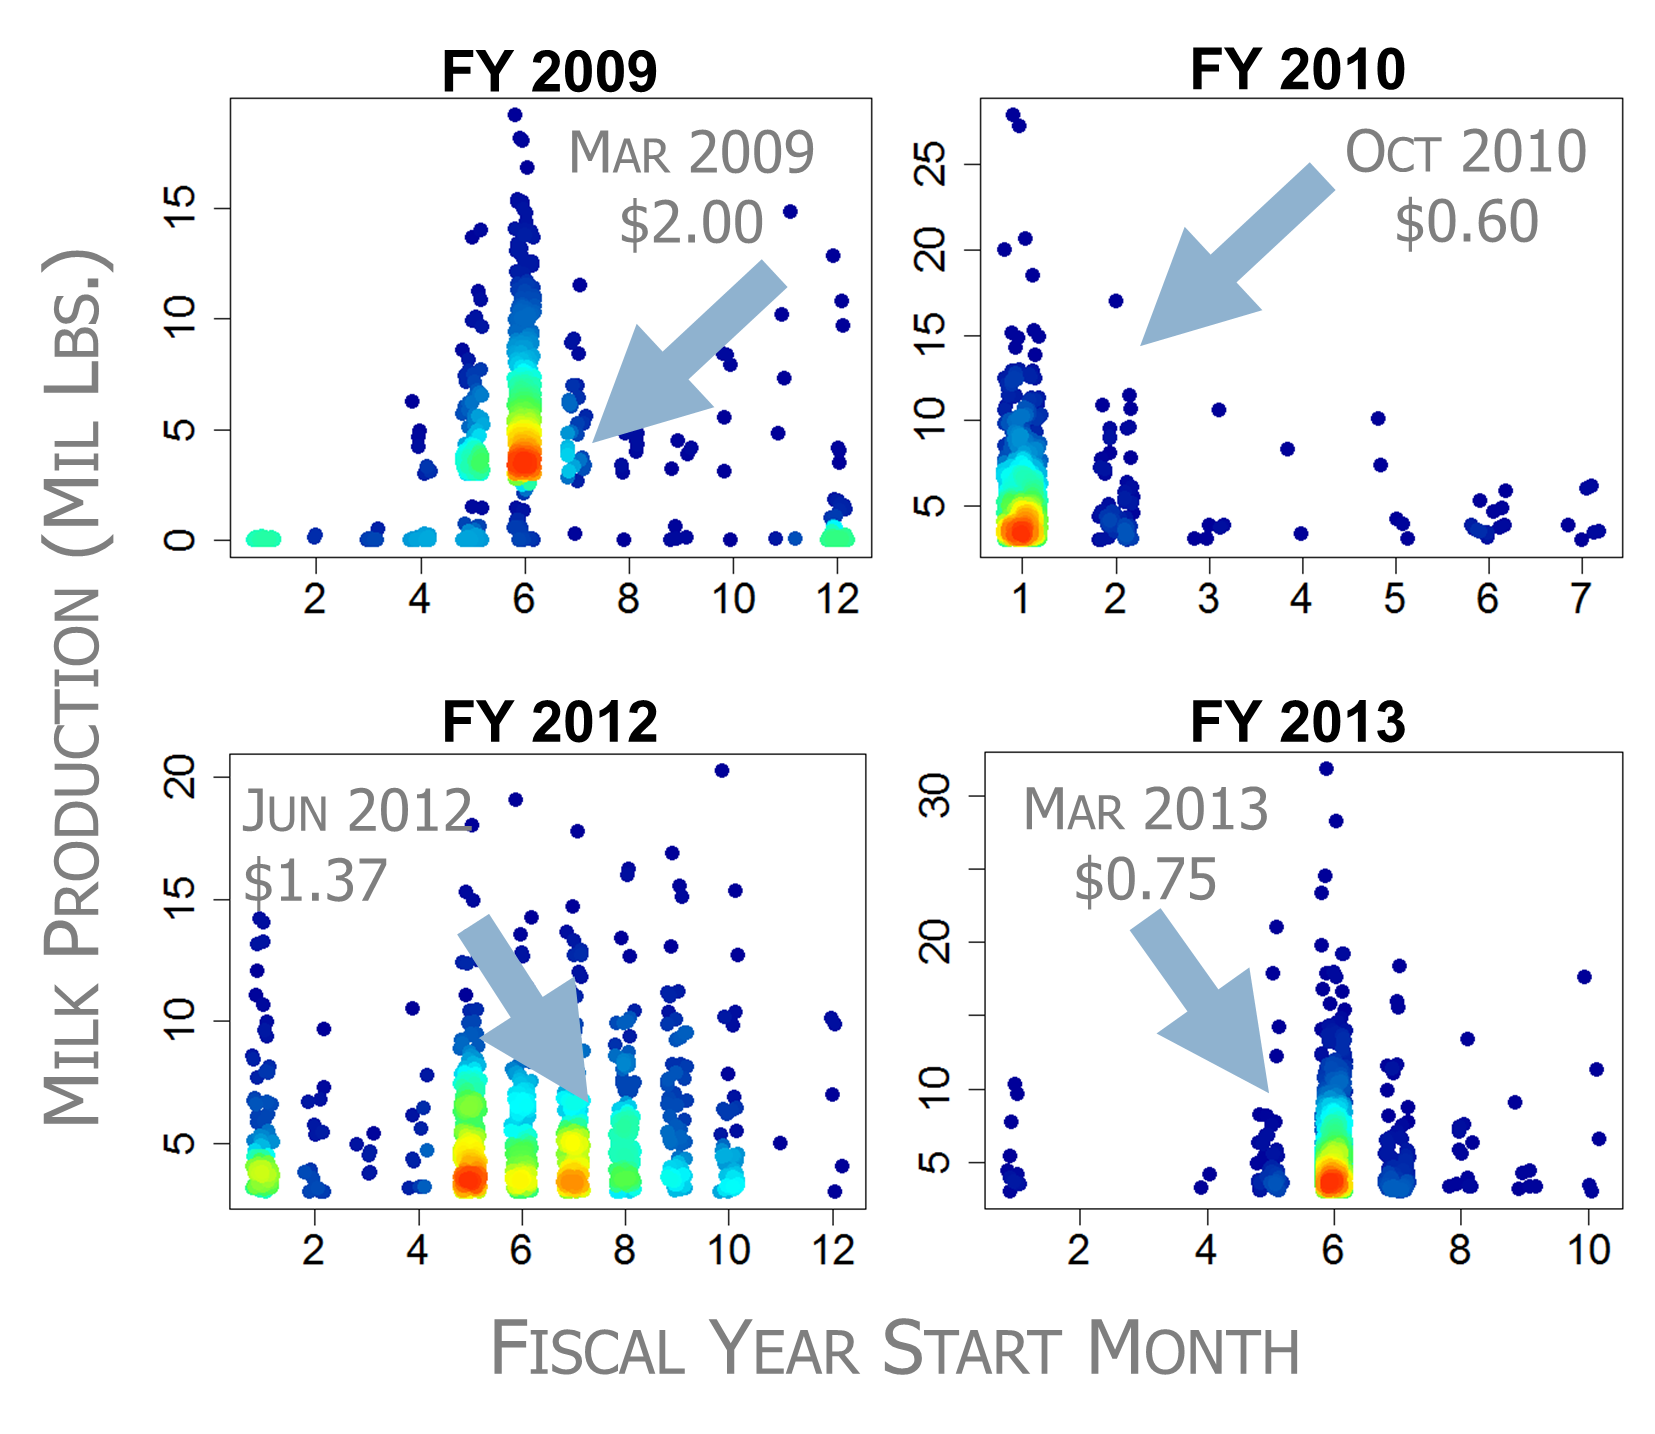 FY 2009
FY 2010
MAR 2009
$2.00
OCT 2010
$0.60
15
10
5
0
2 4 6 8 10 12
25
20
15
10
5
1 2 3 4 5 6 7
MILK PRODUCTION (MIL LBS.)
FY 2012
FY 2013
JUN 2012
$1.37
MAR 2013
$0.75
20
15
10
5
2 4 6 8 10 12
30
20
10
5
2 4 6 8 10
FISCAL YEAR START MONTH